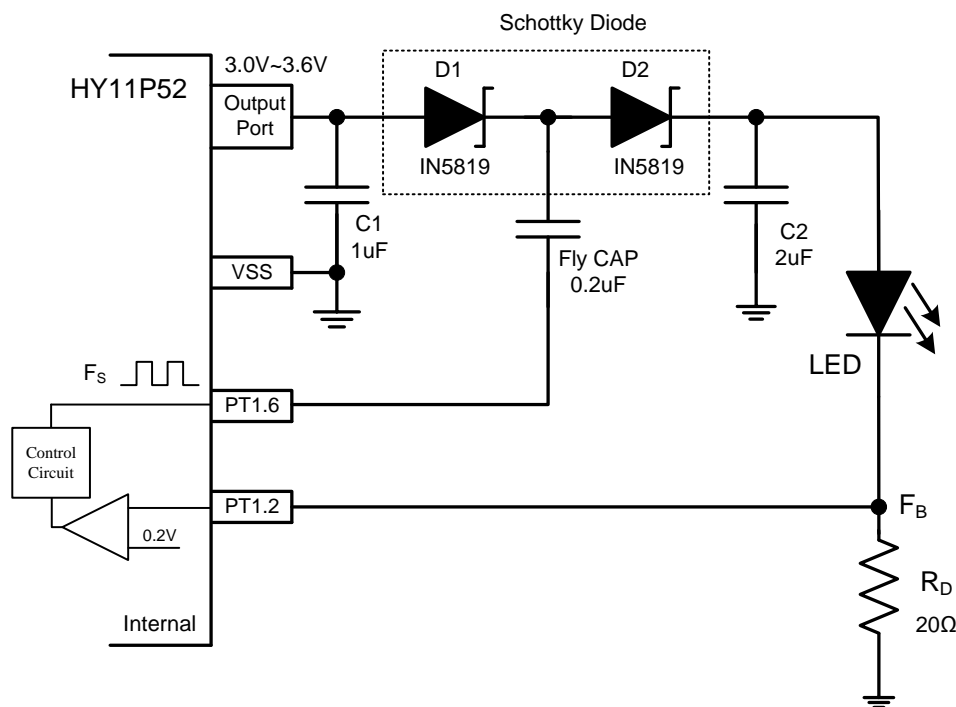 Schottky Diode
HY11P52
3.0V~3.6V
Output
Port
D1
D2
IN5819
IN5819
C1
1uF
Fly CAP
0.2uF
C2
2uF
VSS
LED
FS
PT1.6
Control
Circuit
PT1.2
0.2V
FB
Internal
RD
20Ω